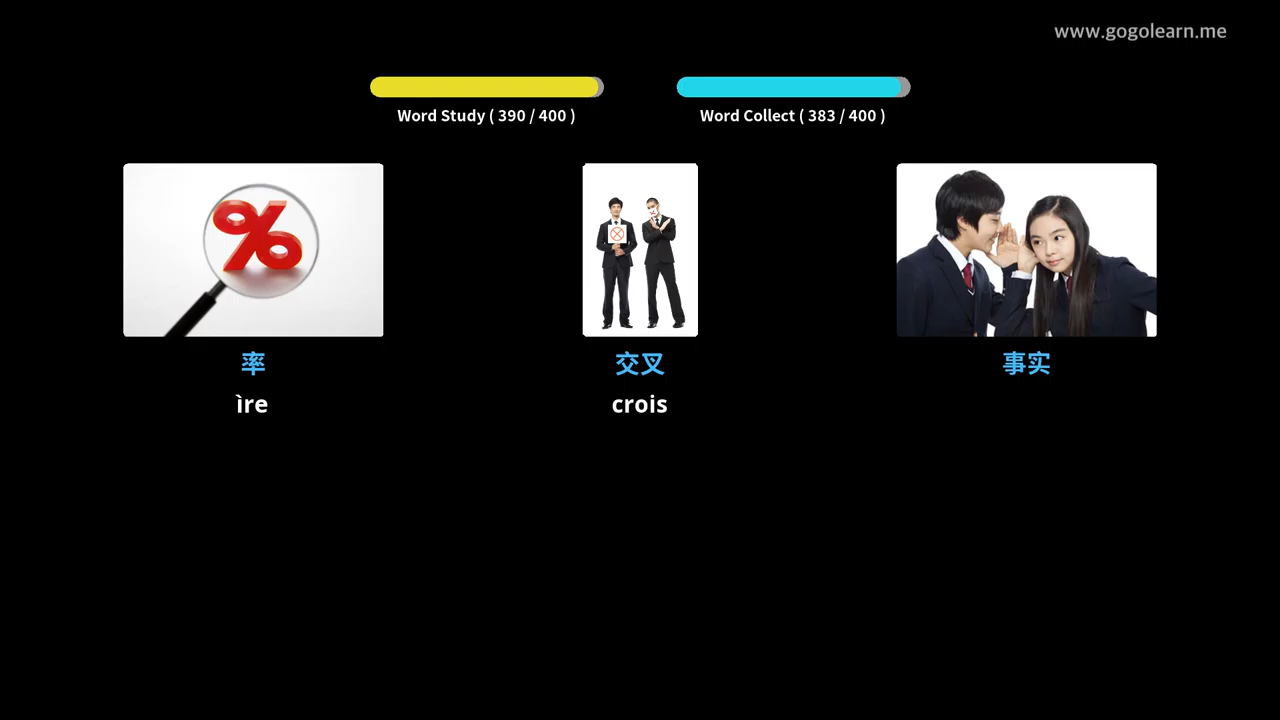 www.gogolearn.me
Word Study ( 390 / 400 )
Word Collect ( 383 / 400 )
率
ìre
交叉
crois
事实